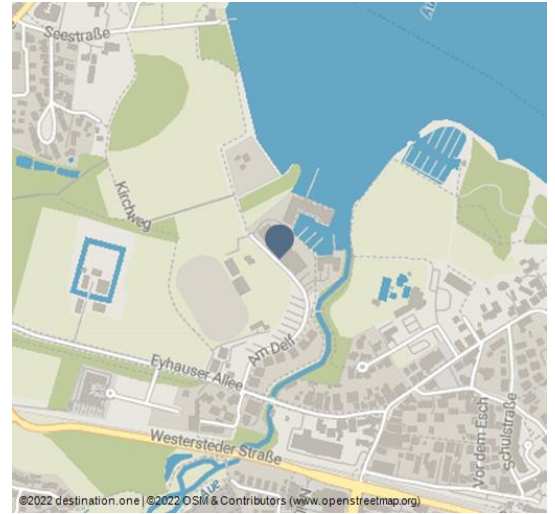 Seestraße
Au
Kirchweg
Am Delf
Eyhauser Allee
Westersteder Straße
Vor dem Esch
Schulstraße
Aue
©2022 destination.one | ©2022 OSM & Contributors (www.openstreetmap.org)